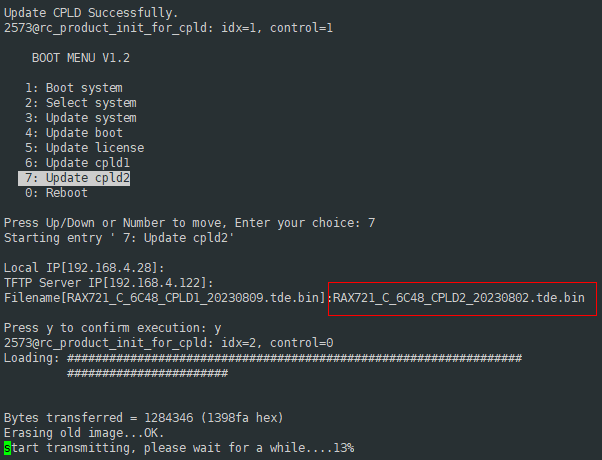 Update CPLD Successfully.
2573@rc_product_init_for_cpld: idx=1, control=1
BOOT MENU V1.2
1: Boot system
2: Select system
3: Update system
4: Update boot
5: Update license
6: Update cpld1
7: Update cpld2
0: Reboot
Press Up/Down or Number to move, Enter your choice: 7
Starting entry ' 7: Update cpld2'
Local IP[192.168.4.28]:
TFTP Server IP[192.168.4.122]:
Filename[RAX721_C_6C48_CPLD1_20230809.tde.bin]:RAX721_C_6C48_CPLD2_20230802.tde.bin
Press y to confirm execution: y
2573@rc_product_init_for_cpld: idx=2, control=0
Loading: #################################################################
#######################
Bytes transferred = 1284346 (1398fa hex)
Erasing old image...OK.
start transmitting, please wait for a while....13%